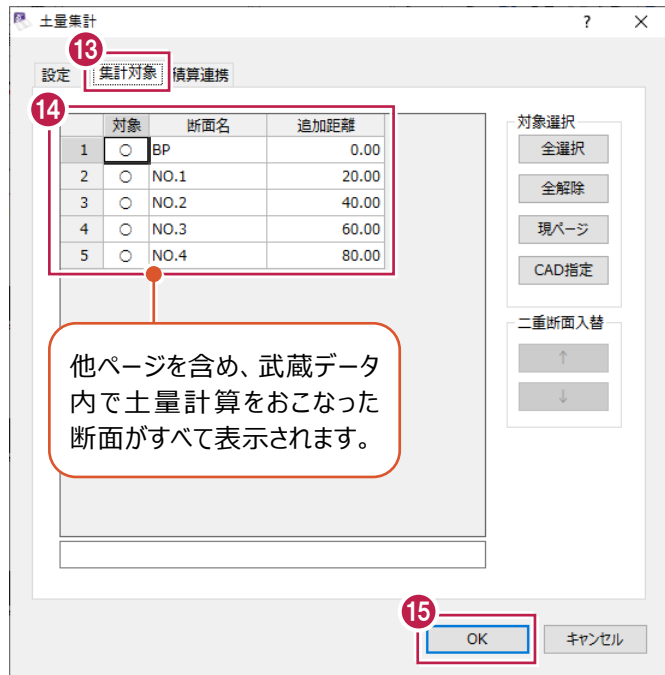 土量集計 ? ×
13
設定 集計対象 積算連携
14
対象 断面名 追加距離
1 ○ BP 0.00
2 ○ NO.1 20.00
3 ○ NO.2 40.00
4 ○ NO.3 60.00
5 ○ NO.4 80.00
対象選択
全選択
全解除
現ページ
CAD指定
二重断面入替
↑
↓
他ページを含め、武蔵データ
内で土量計算をおこなった
断面がすべて表示されます。
15
OK キャンセル